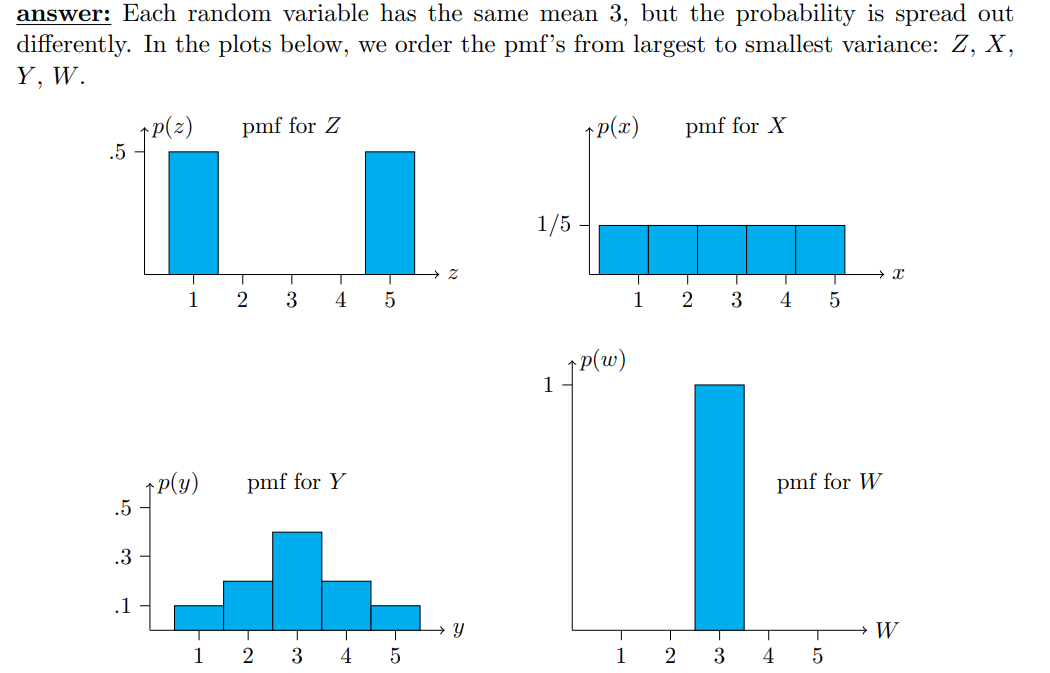 answer: Each random variable has the same mean 3, but the probability is spread out
differently. In the plots below, we order the pmf's from largest to smallest variance: Z, X,
Y, W.
p(z) pmf for Z
.5
z
1 2 3 4 5
p(x) pmf for X
1/5
x
1 2 3 4 5
p(y) pmf for Y
.5
.3
.1
y
1 2 3 4 5
p(w)
1
pmf for W
W
1 2 3 4 5